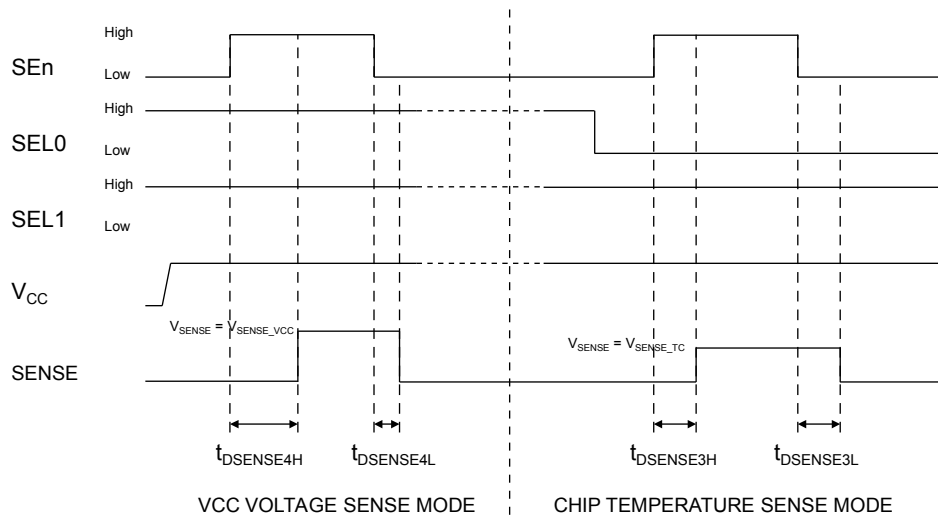 High
SEn
Low
High
SEL0
Low
High
SEL1
Low
VCC
VSENSE = VSENSE_VCC
VSENSE = VSENSE_TC
SENSE
tDSENSE4H
tDSENSE4L
tDSENSE3H
tDSENSE3L
VCC VOLTAGE SENSE MODE
CHIP TEMPERATURE SENSE MODE